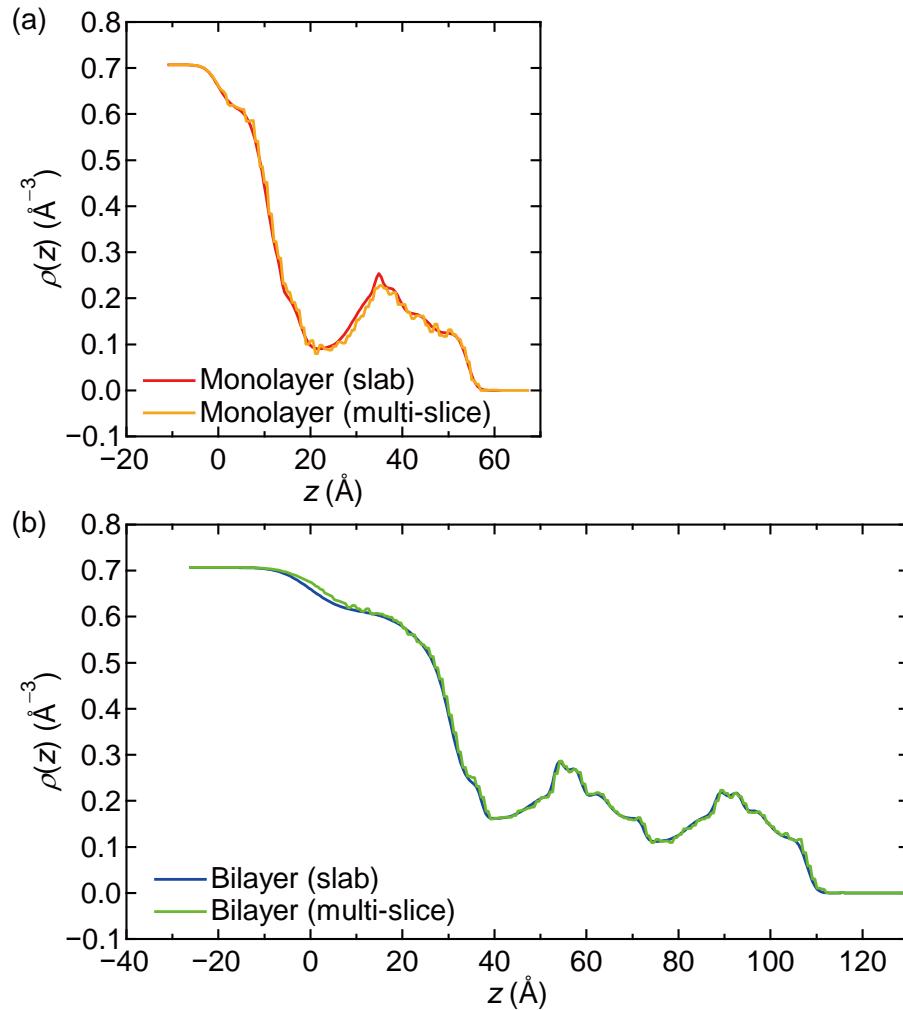 (a)
0.8
0.7
0.6
0.5
0.4
0.3
0.2
0.1
0.0
−0.1
ρ(z) (Å⁻³)
Monolayer (slab)
Monolayer (multi-slice)
−20 0 20 40 60
z (Å)
(b)
0.8
0.7
0.6
0.5
0.4
0.3
0.2
0.1
0.0
−0.1
ρ(z) (Å⁻³)
Bilayer (slab)
Bilayer (multi-slice)
−40 −20 0 20 40 60 80 100 120
z (Å)